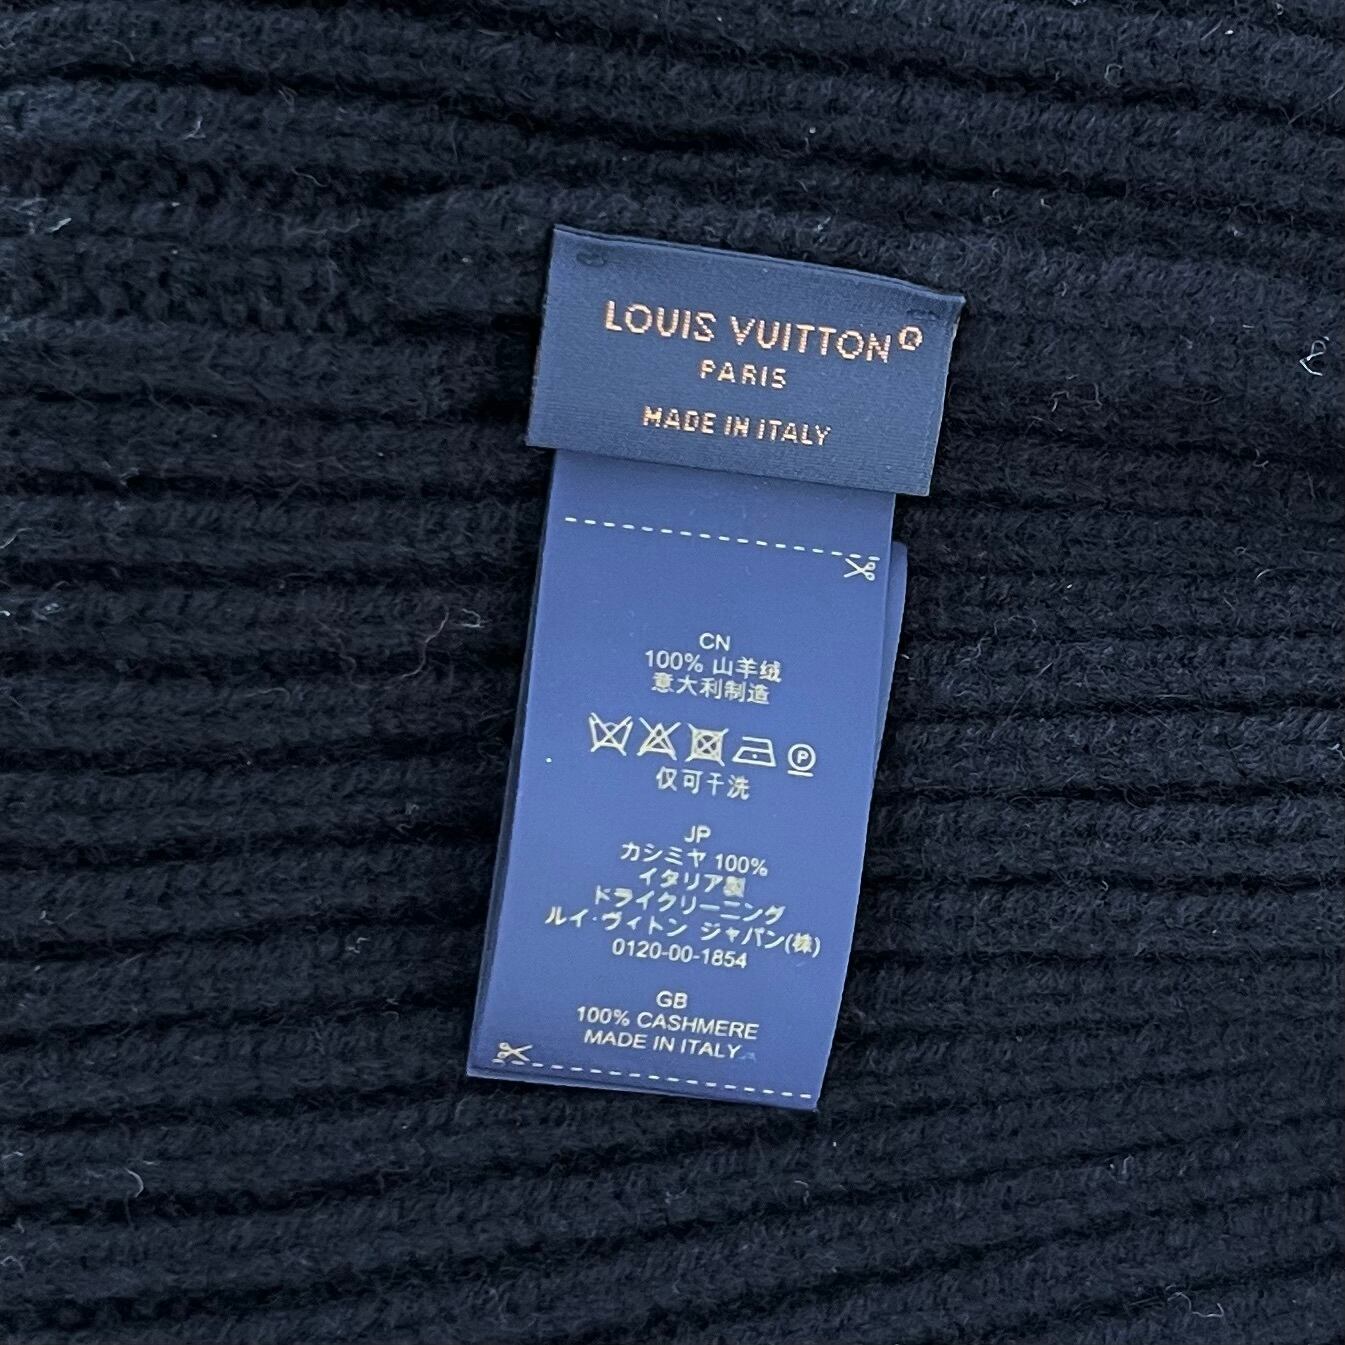 LOUIS VUITTON®
PARIS
MADE IN ITALY
CN
100% 山羊绒
意大利制造
P
仅可干洗
JP
カシミヤ 100%
イタリア製
ドライクリーニング
ルイ·ヴィトン ジャパン(株)
0120-00-1854
GB
100% CASHMERE
MADE IN ITALY